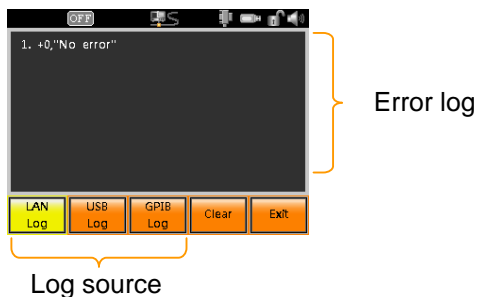 OFF
1. +0,"No error"
Error log
LAN Log
USB Log
GPIB Log
Clear
Exit
Log source